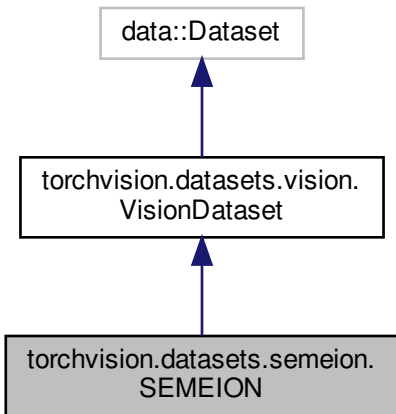 data::Dataset
torchvision.datasets.vision.
VisionDataset
torchvision.datasets.semeion.
SEMEION